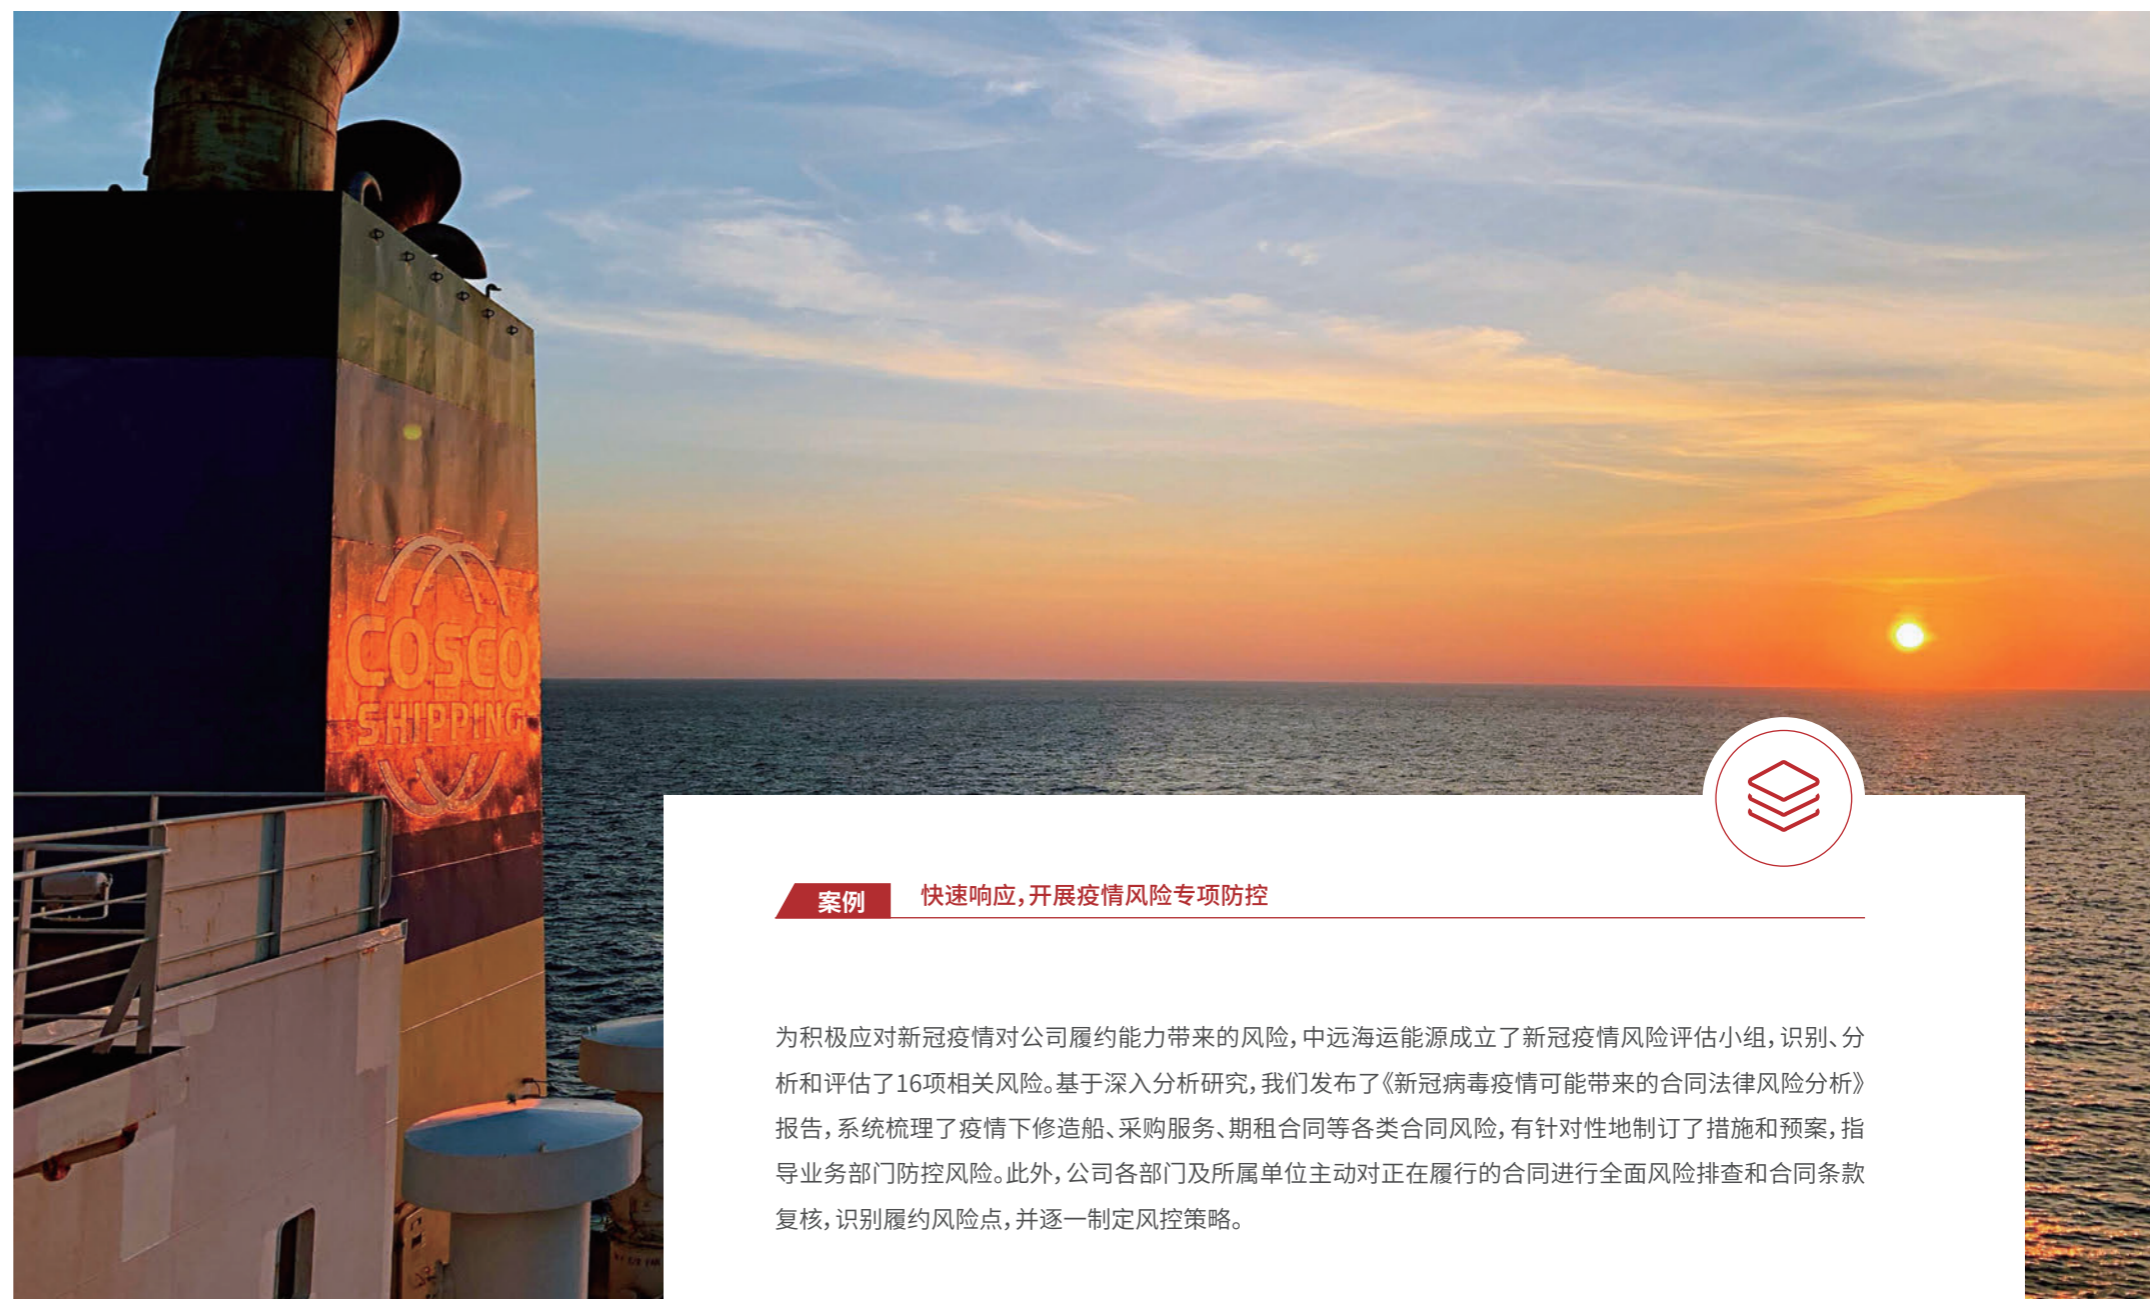 COSCO
SHIPPING
案例
快速响应，开展疫情风险专项防控
为积极应对新冠疫情对公司履约能力带来的风险，中远海运能源成立了新冠疫情风险评估小组，识别、分
析和评估了16项相关风险。基于深入分析研究，我们发布了《新冠病毒疫情可能带来的合同法律风险分析》
报告，系统梳理了疫情下修造船、采购服务、期租合同等各类合同风险，有针对性地制订了措施和预案，指
导业务部门防控风险。此外，公司各部门及所属单位主动对正在履行的合同进行全面风险排查和合同条款
复核，识别履约风险点，并逐一制定风控策略。